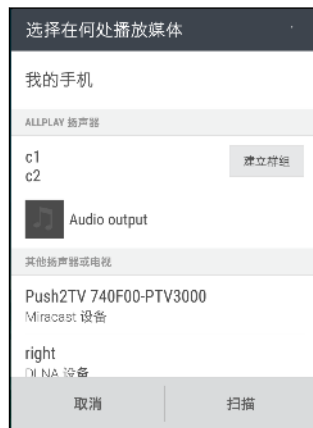 选择在何处播放媒体
我的手机
ALLPLAY 扬声器
c1
建立群组
c2
Audio output
其他扬声器或电视
Push2TV 740F00-PTV3000
Miracast 设备
right
DLNA 设备
取消
扫描